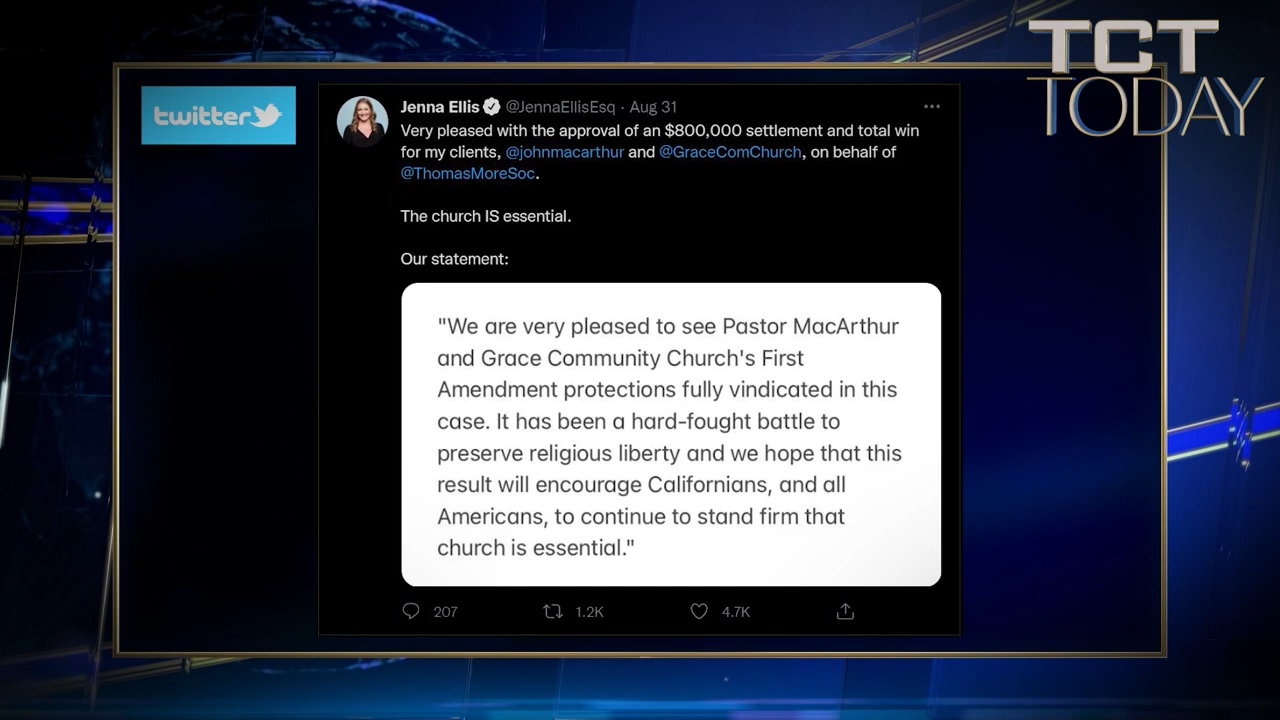 TCT
TODAY
twitter
Jenna Ellis @JennaEllisEsq · Aug 31
Very pleased with the approval of an $800,000 settlement and total win
for my clients, @johnmacarthur and @GraceComChurch, on behalf of
@ThomasMoreSoc.
The church IS essential.
Our statement:
"We are very pleased to see Pastor MacArthur
and Grace Community Church's First
Amendment protections fully vindicated in this
case. It has been a hard-fought battle to
preserve religious liberty and we hope that this
result will encourage Californians, and all
Americans, to continue to stand firm that
church is essential."
207 1.2K 4.7K